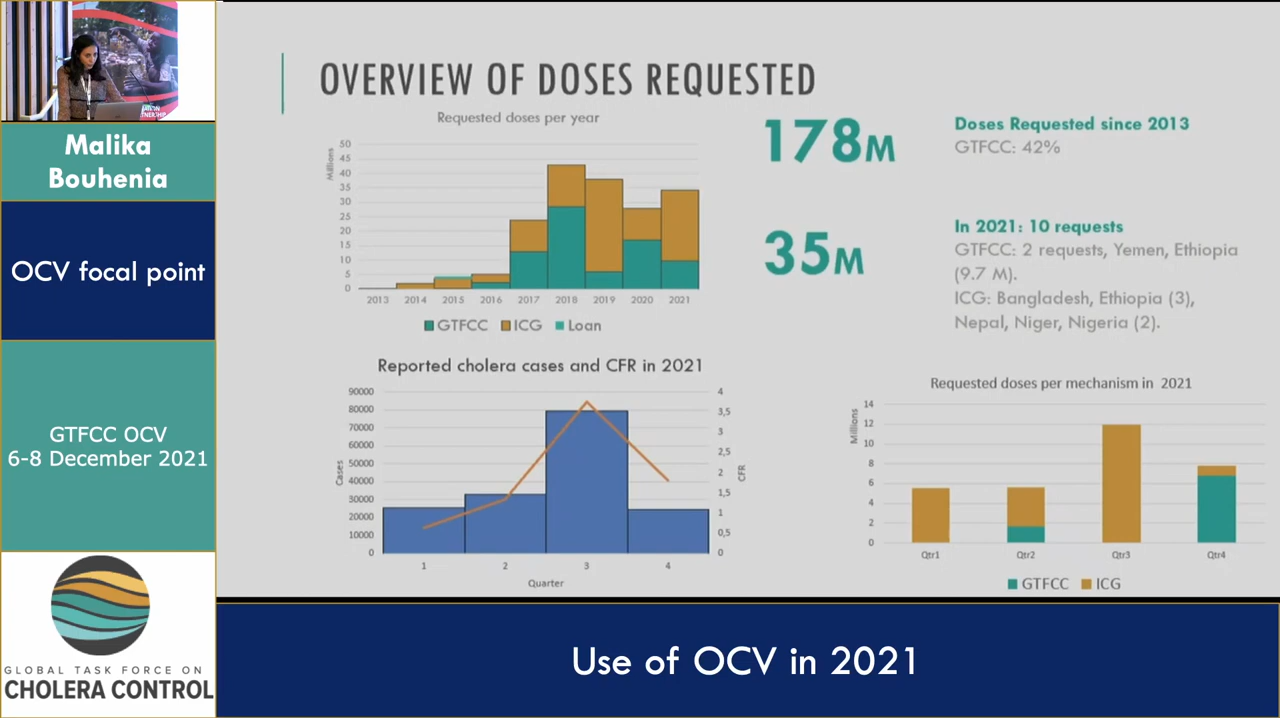 Malika
Bouhenia
OCV focal point
GTFCC OCV
6-8 December 2021
GLOBAL TASK FORCE ON
CHOLERA CONTROL
OVERVIEW OF DOSES REQUESTED
Requested doses per year
Millions
50
45
40
35
30
25
20
15
10
5
0
2013 2014 2015 2016 2017 2018 2019 2020 2021
GTFCC ICG Loan
178M
Doses Requested since 2013
GTFCC: 42%
35M
In 2021: 10 requests
GTFCC: 2 requests, Yemen, Ethiopia
(9.7 M).
ICG: Bangladesh, Ethiopia (3),
Nepal, Niger, Nigeria (2).
Reported cholera cases and CFR in 2021
Cases
90000
80000
70000
60000
50000
40000
30000
20000
10000
0
4
3,5
3
2,5
2
1,5
1
0,5
0
CFR
1 2 3 4
Quarter
Requested doses per mechanism in 2021
Millions
14
12
10
8
6
4
2
0
Qtr1 Qtr2 Qtr3 Qtr4
GTFCC ICG
Use of OCV in 2021